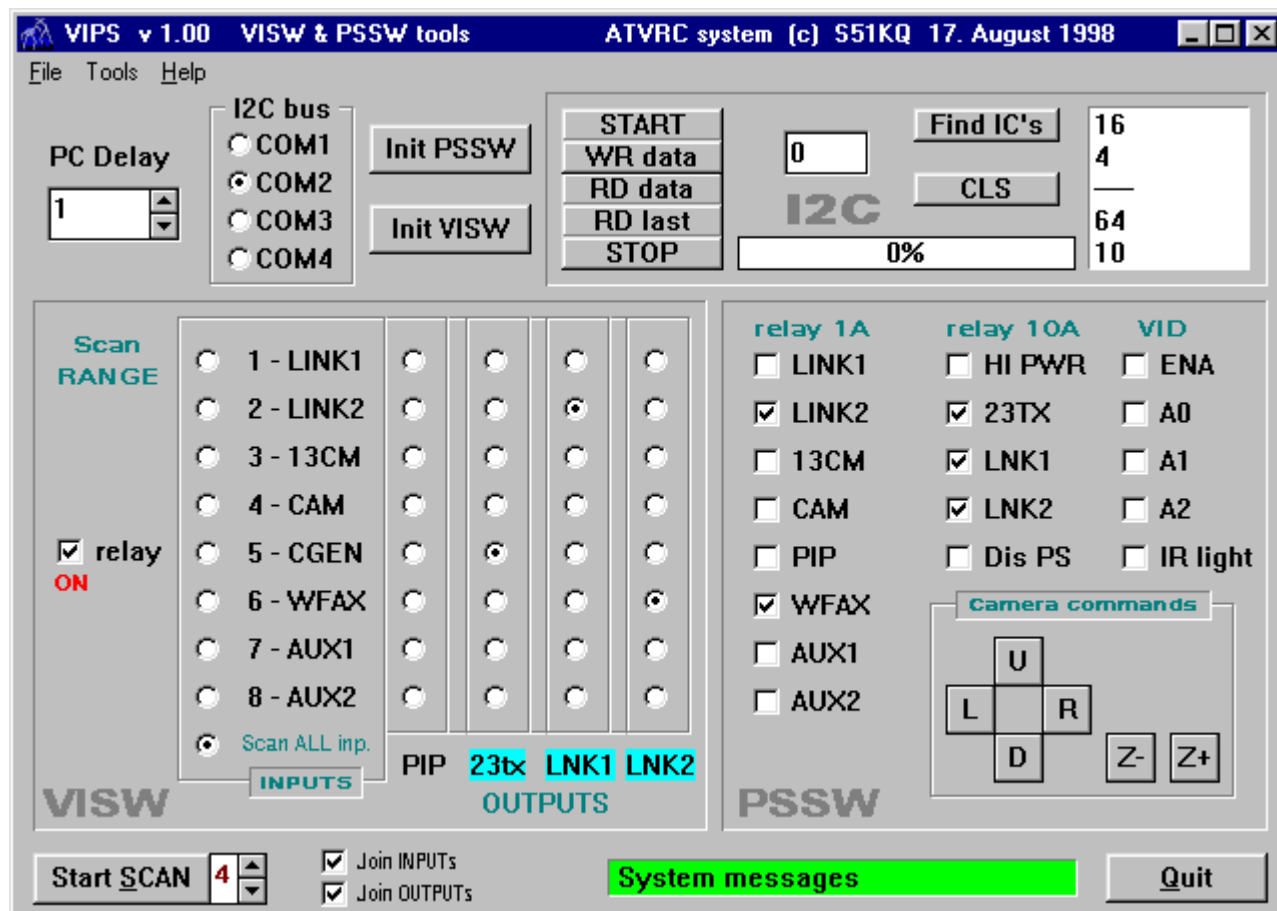 VIPS v 1.00 VISW & PSSW tools ATVRC system (c) S51KQ 17. August 1998
File Tools Help
PC Delay
1
I2C bus
COM1
COM2
COM3
COM4
Init PSSW
Init VISW
START
WR data
RD data
RD last
STOP
0
I2C
Find IC's
CLS
0%
16
4
64
10
Scan
RANGE
relay
ON
1 - LINK1
2 - LINK2
3 - 13CM
4 - CAM
5 - CGEN
6 - WFAX
7 - AUX1
8 - AUX2
Scan ALL inp.
INPUTS
PIP 23tx LNK1 LNK2
OUTPUTS
VISW
relay 1A
LINK1
LINK2
13CM
CAM
PIP
WFAX
AUX1
AUX2
relay 10A
HI PWR
23TX
LNK1
LNK2
Dis PS
VID
ENA
A0
A1
A2
IR light
Camera commands
U
L R
D
Z- Z+
PSSW
Start SCAN 4
Join INPUTs
Join OUTPUTs
System messages
Quit